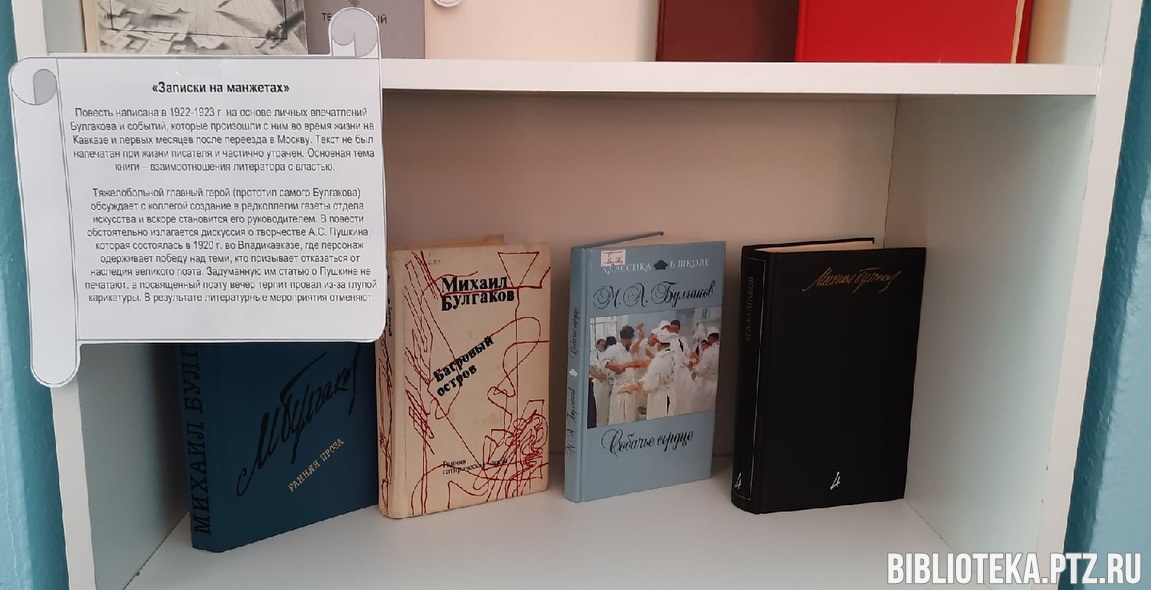 «Записки на манжетах»
Повесть написана в 1922-1923 г. на основе личных впечатлений
Булгакова и событий, которые произошли с ним во время жизни на
Кавказе и первых месяцев после переезда в Москву. Текст не был
напечатан при жизни писателя и частично утрачен. Основная тема
книги – взаимоотношения литератора с властью.
Тяжелобольной главный герой (прототип самого Булгакова)
обсуждает с коллегой создание в редколлегии газеты отдела
искусства и вскоре становится его руководителем. В повести
обстоятельно излагается дискуссия о творчестве А.С. Пушкина,
которая состоялась в 1920 г. во Владикавказе, где персонаж
одерживает победу над теми, кто призывает отказаться от
наследия великого поэта. Задуманную им статью о Пушкине не
печатают, а посвященный поэту вечер терпит провал из-за глупой
карикатуры. В результате литературные мероприятия отменяют
МИХАИЛ БУЛГ
МБулгаков
РАННЯЯ ПРОЗА
Михаил
Булгаков
Багровый
остров
Ранняя
сатирическая
КЛАССИКА В ШКОЛЕ
М. А. Булгаков
Собачье сердце
М. А. Булгаков Собачье сердце
М.А.БУЛГАКОВ
4
Михаил Булгаков
4
BIBLIOTEKA.PTZ.RU